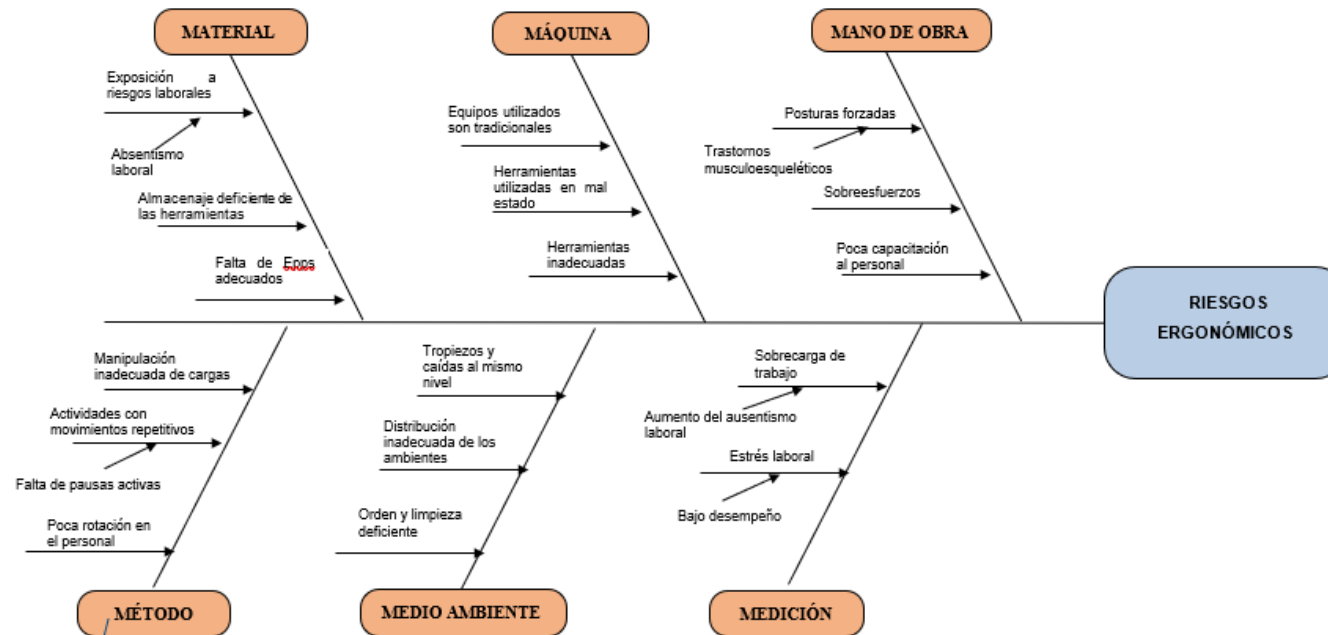 MATERIAL
MÁQUINA
MANO DE OBRA
Exposición a
riesgos laborales
Absentismo
laboral
Almacenaje deficiente de
las herramientas
Falta de Epps
adecuados
Equipos utilizados
son tradicionales
Herramientas
utilizadas en mal
estado
Herramientas
inadecuadas
Posturas forzadas
Trastornos
musculoesqueléticos
Sobreesfuerzos
Poca capacitación
al personal
RIESGOS
ERGONÓMICOS
Manipulación
inadecuada de cargas
Actividades con
movimientos repetitivos
Falta de pausas activas
Poca rotación en
el personal
Tropiezos y
caídas al mismo
nivel
Distribución
inadecuada de los
ambientes
Orden y limpieza
deficiente
Sobrecarga de
trabajo
Aumento del ausentismo
laboral
Estrés laboral
Bajo desempeño
MÉTODO
MEDIO AMBIENTE
MEDICIÓN